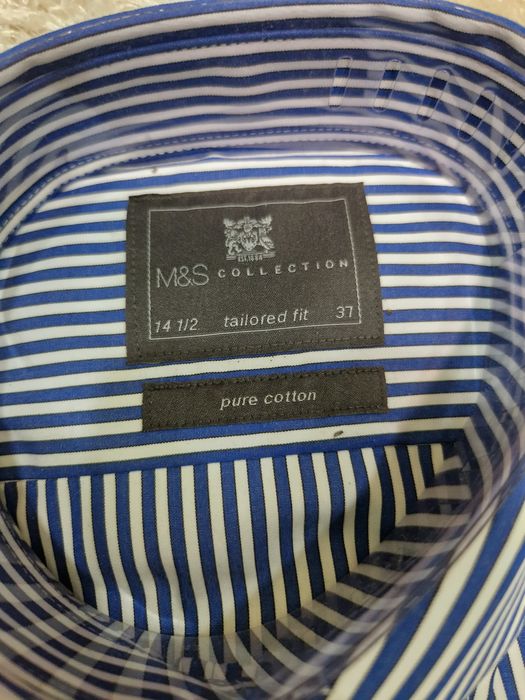 EST.1884
M&S COLLECTION
14 1/2 tailored fit 37
pure cotton